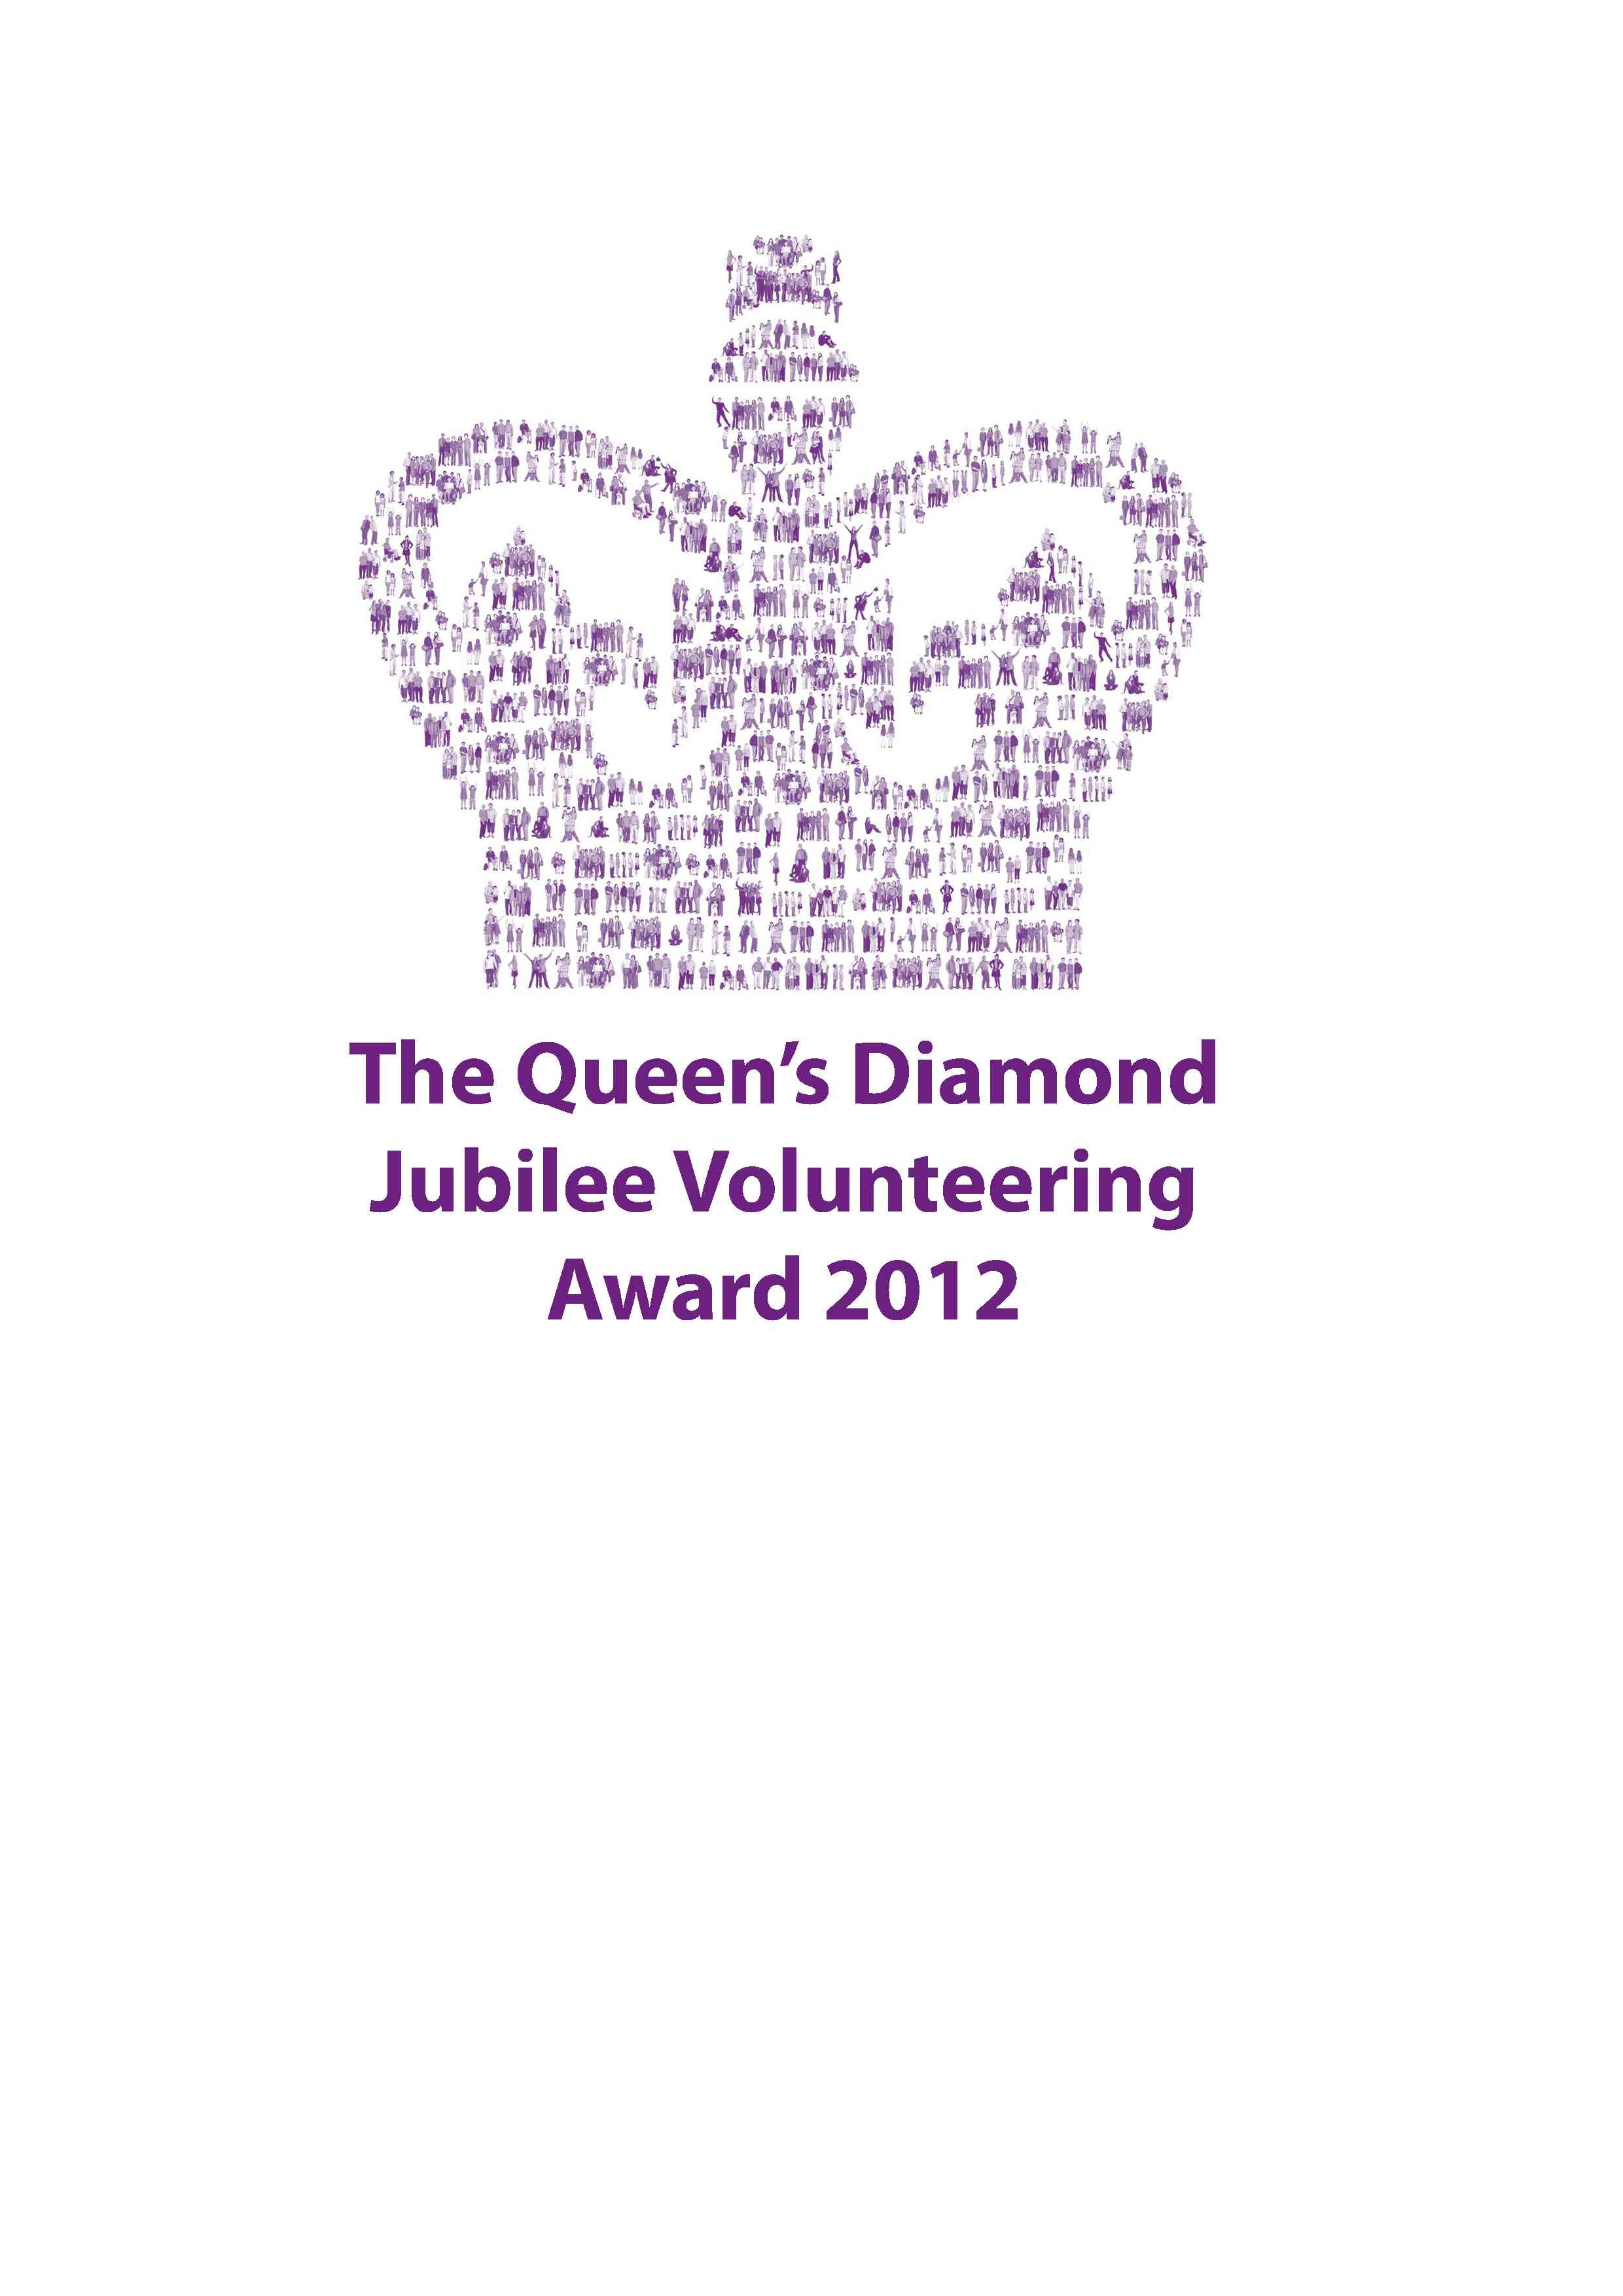 The Queen’s Diamond
Jubilee Volunteering
Award 2012